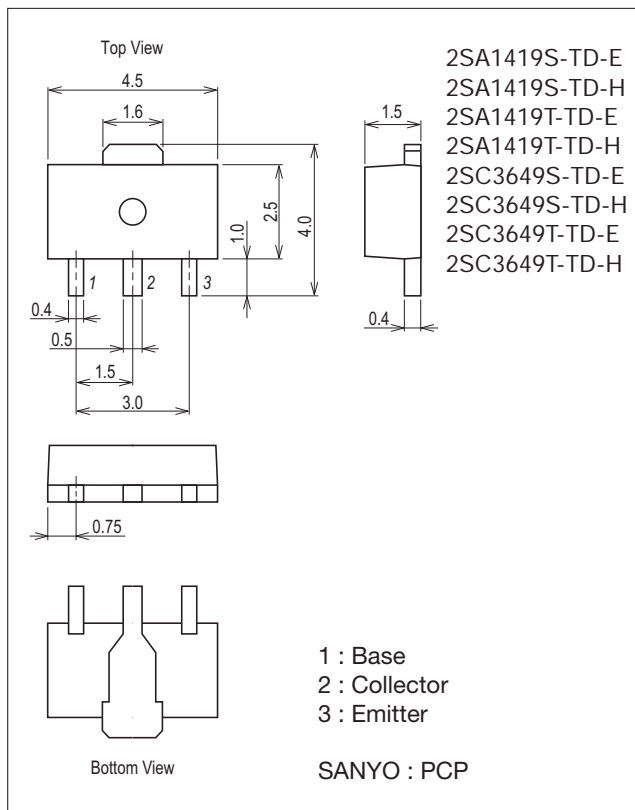 Top View
4.5
1.6
2.5
1.0
4.0
1
2
3
0.4
0.5
1.5
3.0
1.5
0.4
2SA1419S-TD-E
2SA1419S-TD-H
2SA1419T-TD-E
2SA1419T-TD-H
2SC3649S-TD-E
2SC3649S-TD-H
2SC3649T-TD-E
2SC3649T-TD-H
0.75
Bottom View
1 : Base
2 : Collector
3 : Emitter
SANYO : PCP